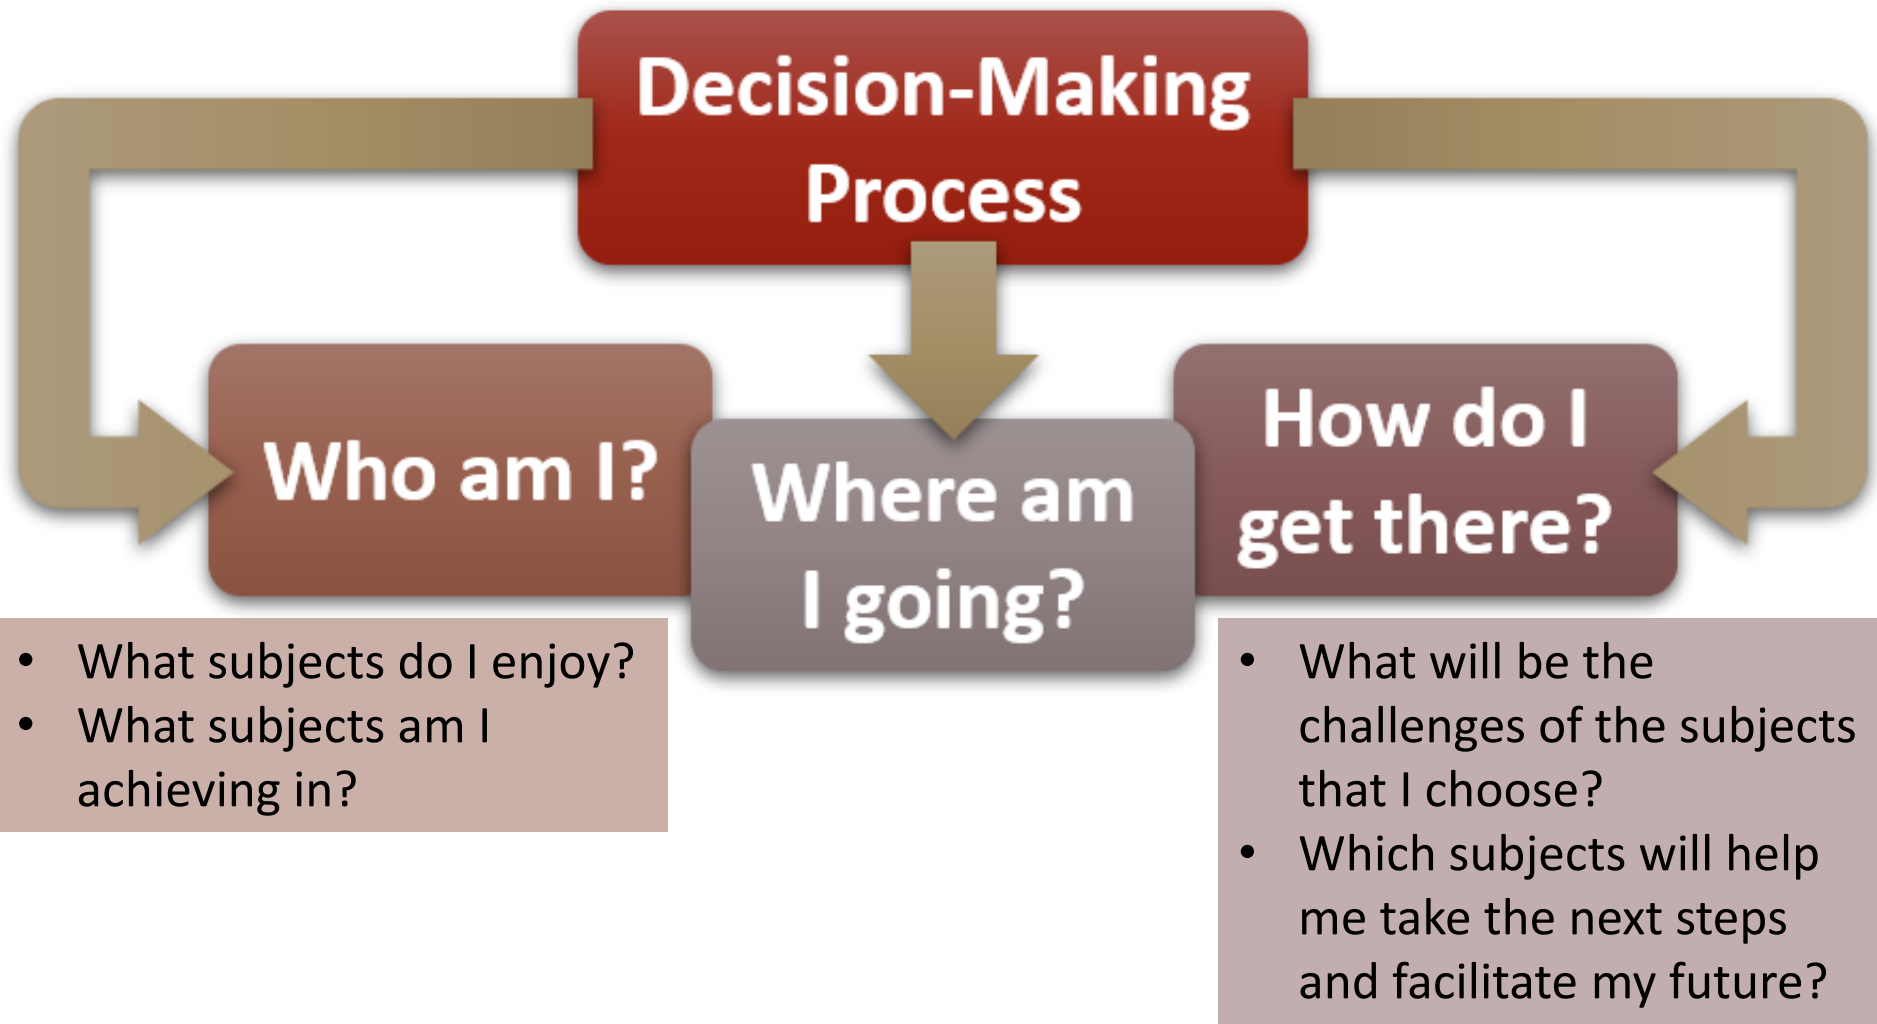 Decision-Making
Process
Who am I?
Where am
I going?
How do I
get there?
• What subjects do I enjoy?
• What subjects am I
achieving in?
• What will be the
challenges of the subjects
that I choose?
• Which subjects will help
me take the next steps
and facilitate my future?